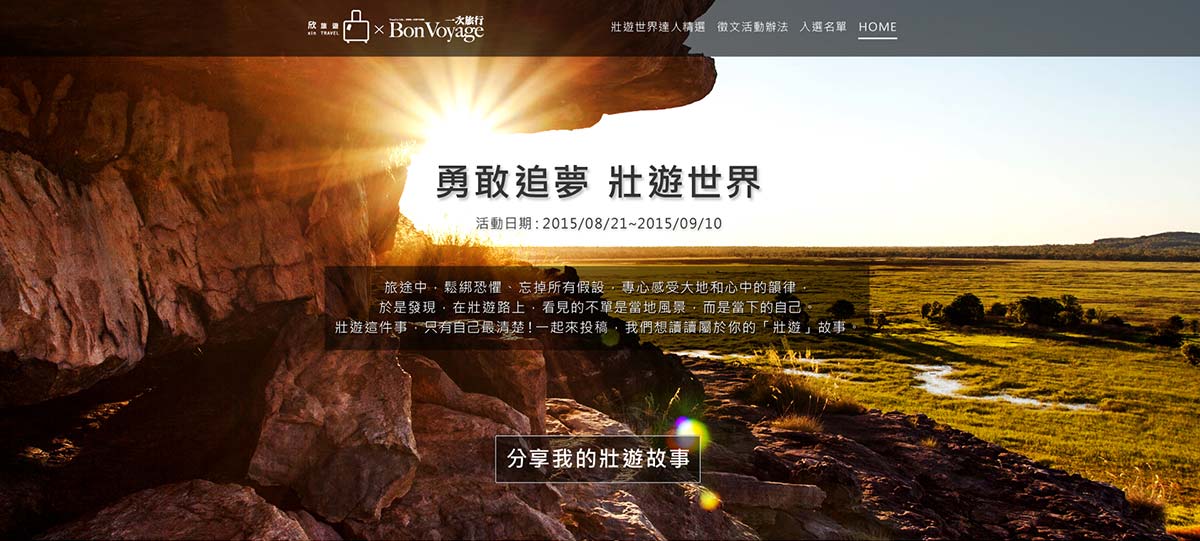 欣 旅 遊
xin TRAVEL
×
一次旅行
Bon Voyage
壯遊世界達人精選 徵文活動辦法 入選名單 HOME
勇敢追夢 壯遊世界
活動日期：2015/08/21~2015/09/10
旅途中，鬆綁恐懼、忘掉所有假設，專心感受大地和心中的韻律，
於是發現，在壯遊路上，看見的不單是當地風景，而是當下的自己
壯遊這件事，只有自己最清楚！一起來投稿，我們想讀讀屬於你的「壯遊」故事。
分享我的壯遊故事